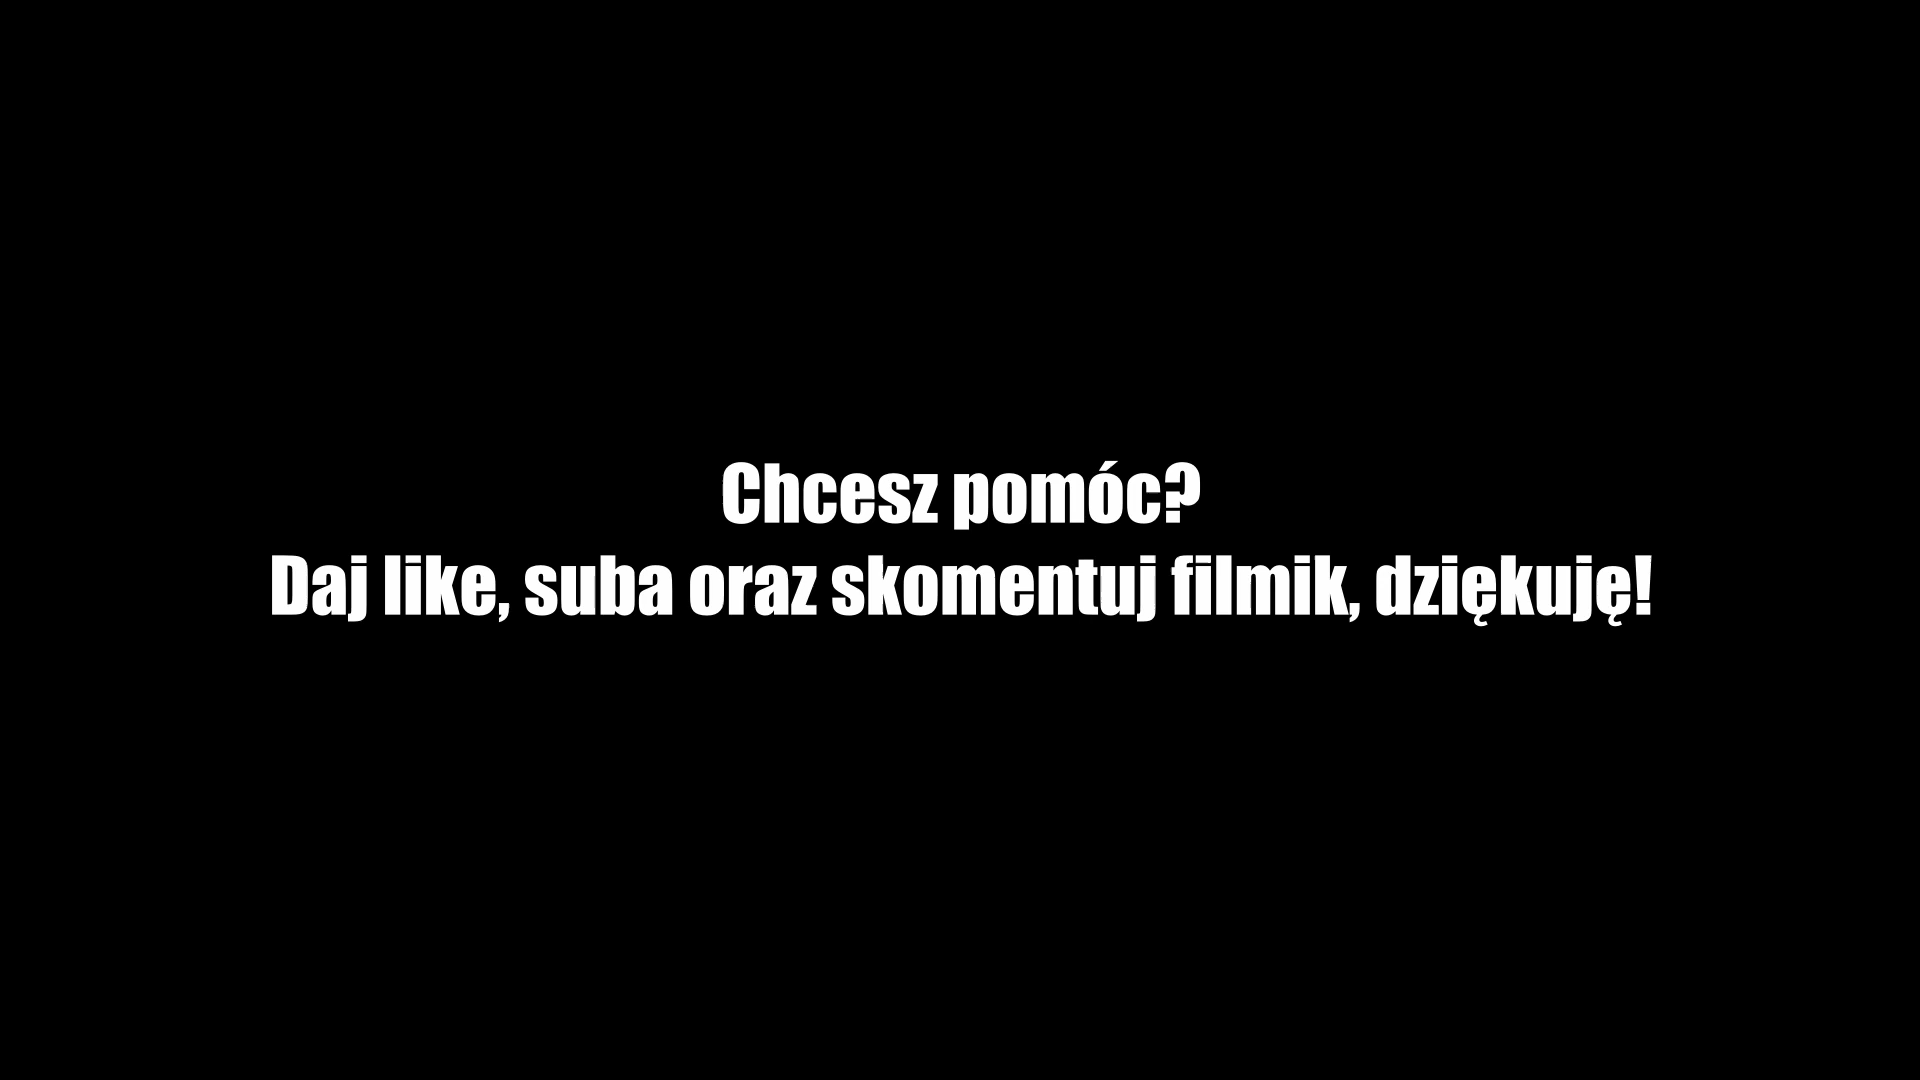 Chcesz pomóc?
Daj like, suba oraz skomentuj filmik, dziękuję!